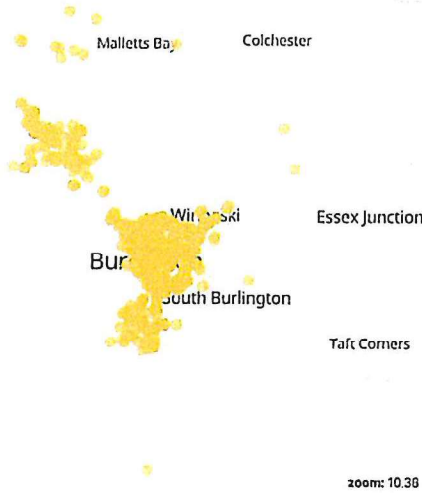 Malletts Bay
Colchester
Essex Junction
South Burlington
Taft Corners
zoom: 10.38